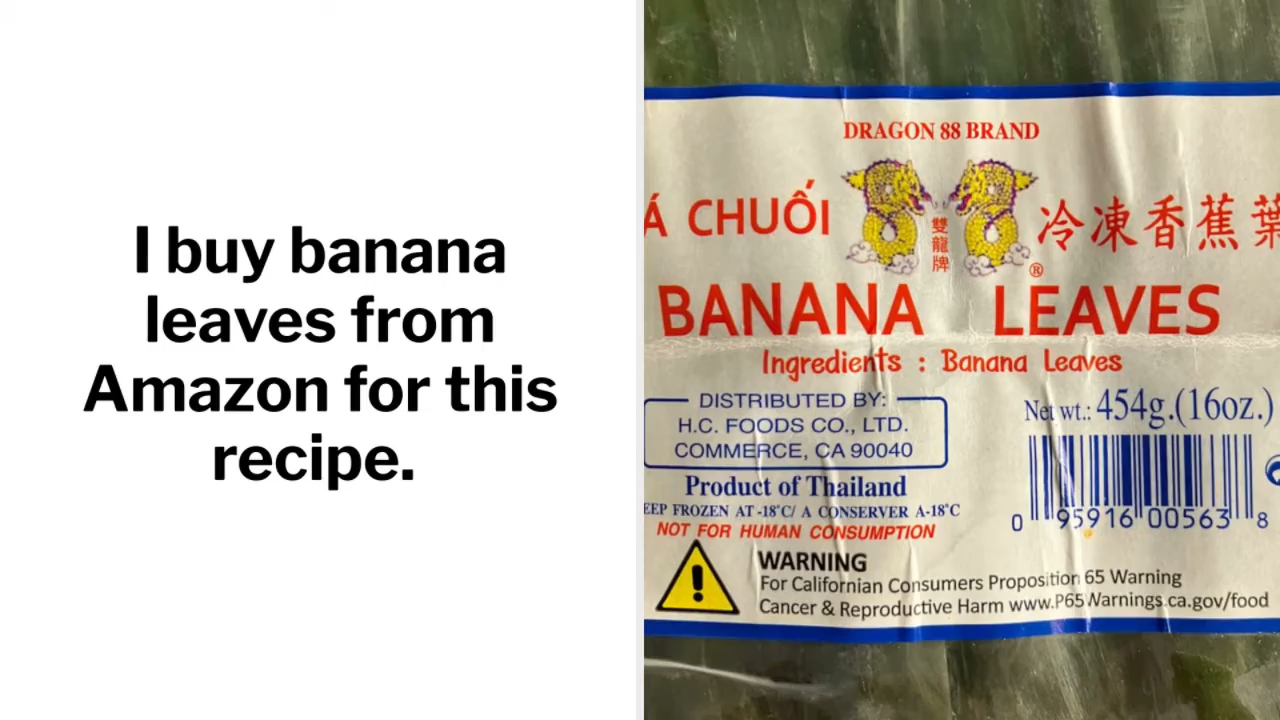 I buy banana
leaves from
Amazon for this
recipe.
DRAGON 88 BRAND
Á CHUỐI
雙龍牌
冷凍香蕉葉
BANANA LEAVES
Ingredients : Banana Leaves
DISTRIBUTED BY:
H.C. FOODS CO., LTD.
COMMERCE, CA 90040
Net wt.: 454g.(16oz.)
Product of Thailand
EEP FROZEN AT -18°C/ A CONSERVER A-18°C
NOT FOR HUMAN CONSUMPTION
0 95916 00563 8
WARNING
For Californian Consumers Proposition 65 Warning
Cancer & Reproductive Harm www.P65Warnings.ca.gov/food